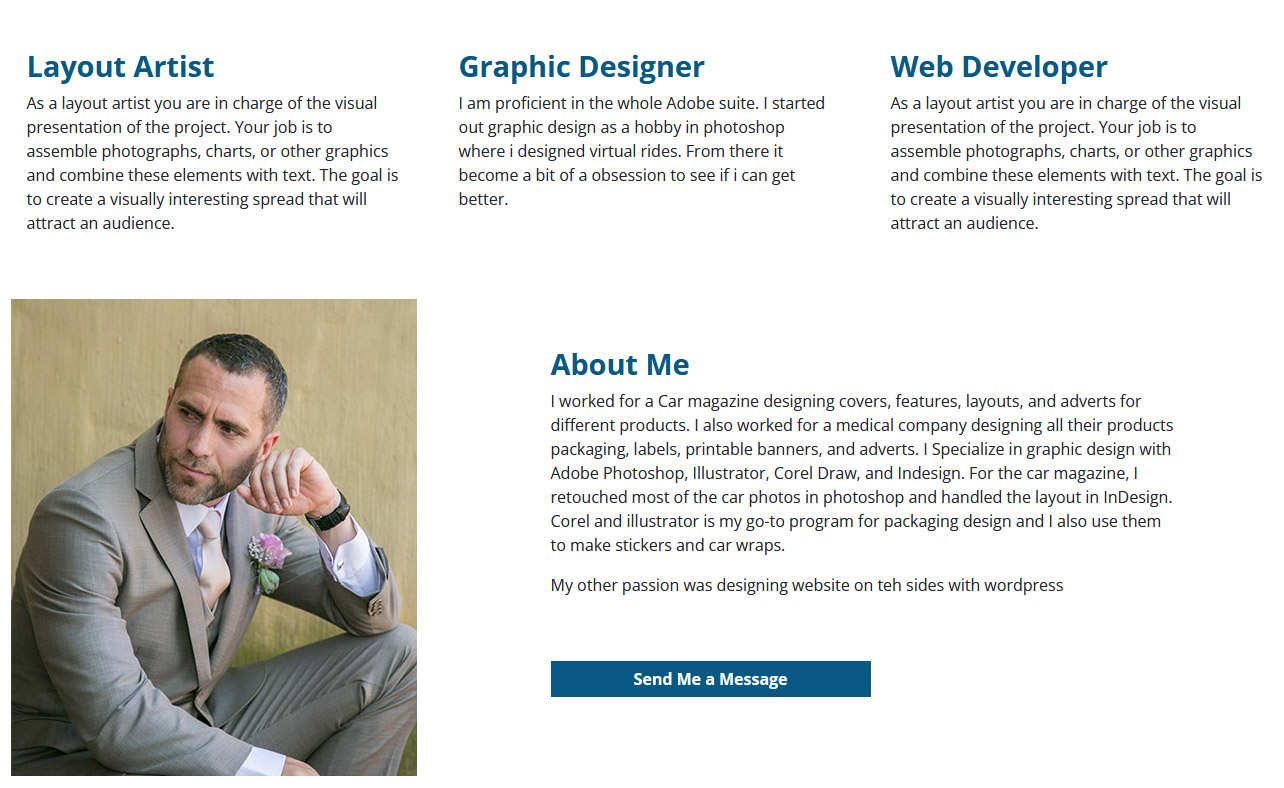 Layout Artist
As a layout artist you are in charge of the visual
presentation of the project. Your job is to
assemble photographs, charts, or other graphics
and combine these elements with text. The goal is
to create a visually interesting spread that will
attract an audience.
Graphic Designer
I am proficient in the whole Adobe suite. I started
out graphic design as a hobby in photoshop
where i designed virtual rides. From there it
become a bit of a obsession to see if i can get
better.
Web Developer
As a layout artist you are in charge of the visual
presentation of the project. Your job is to
assemble photographs, charts, or other graphics
and combine these elements with text. The goal is
to create a visually interesting spread that will
attract an audience.
About Me
I worked for a Car magazine designing covers, features, layouts, and adverts for
different products. I also worked for a medical company designing all their products
packaging, labels, printable banners, and adverts. I Specialize in graphic design with
Adobe Photoshop, Illustrator, Corel Draw, and Indesign. For the car magazine, I
retouched most of the car photos in photoshop and handled the layout in InDesign.
Corel and illustrator is my go-to program for packaging design and I also use them
to make stickers and car wraps.
My other passion was designing website on teh sides with wordpress
Send Me a Message